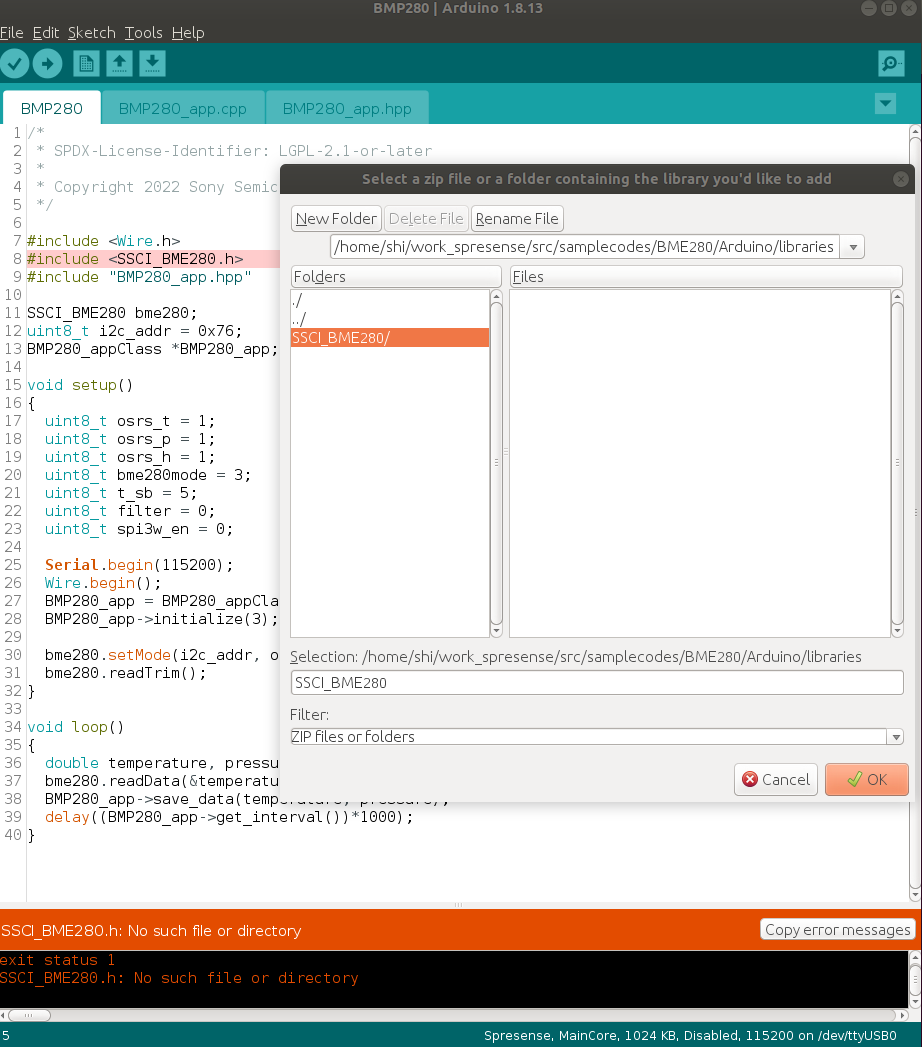 BMP280 | Arduino 1.8.13
File Edit Sketch Tools Help
BMP280 BMP280_app.cpp BMP280_app.hpp
1 /*
2 * SPDX-License-Identifier: LGPL-2.1-or-later
3 *
4 * Copyright 2022 Sony Semic
5 */
6
7 #include <Wire.h>
8 #include <SSCI_BME280.h>
9 #include "BMP280_app.hpp"
10
11 SSCI_BME280 bme280;
12 uint8_t i2c_addr = 0x76;
13 BMP280_appClass *BMP280_app;
14
15 void setup()
16 {
17 uint8_t osrs_t = 1;
18 uint8_t osrs_p = 1;
19 uint8_t osrs_h = 1;
20 uint8_t bme280mode = 3;
21 uint8_t t_sb = 5;
22 uint8_t filter = 0;
23 uint8_t spi3w_en = 0;
24
25 Serial.begin(115200);
26 Wire.begin();
27 BMP280_app = BMP280_appCla
28 BMP280_app->initialize(3);
29
30 bme280.setMode(i2c_addr, o
31 bme280.readTrim();
32 }
33
34 void loop()
35 {
36 double temperature, pressu
37 bme280.readData(&temperatu
38 BMP280_app->save_data(temperature, pressure);
39 delay((BMP280_app->get_interval())*1000);
40 }
Select a zip file or a folder containing the library you'd like to add
New Folder Delete File Rename File
/home/shi/work_spresense/src/samplecodes/BME280/Arduino/libraries
Folders Files
./
../
SSCI_BME280/
Selection: /home/shi/work_spresense/src/samplecodes/BME280/Arduino/libraries
SSCI_BME280
Filter:
ZIP files or folders
Cancel OK
SSCI_BME280.h: No such file or directory Copy error messages
exit status 1
SSCI_BME280.h: No such file or directory
5 Spresense, MainCore, 1024 KB, Disabled, 115200 on /dev/ttyUSB0